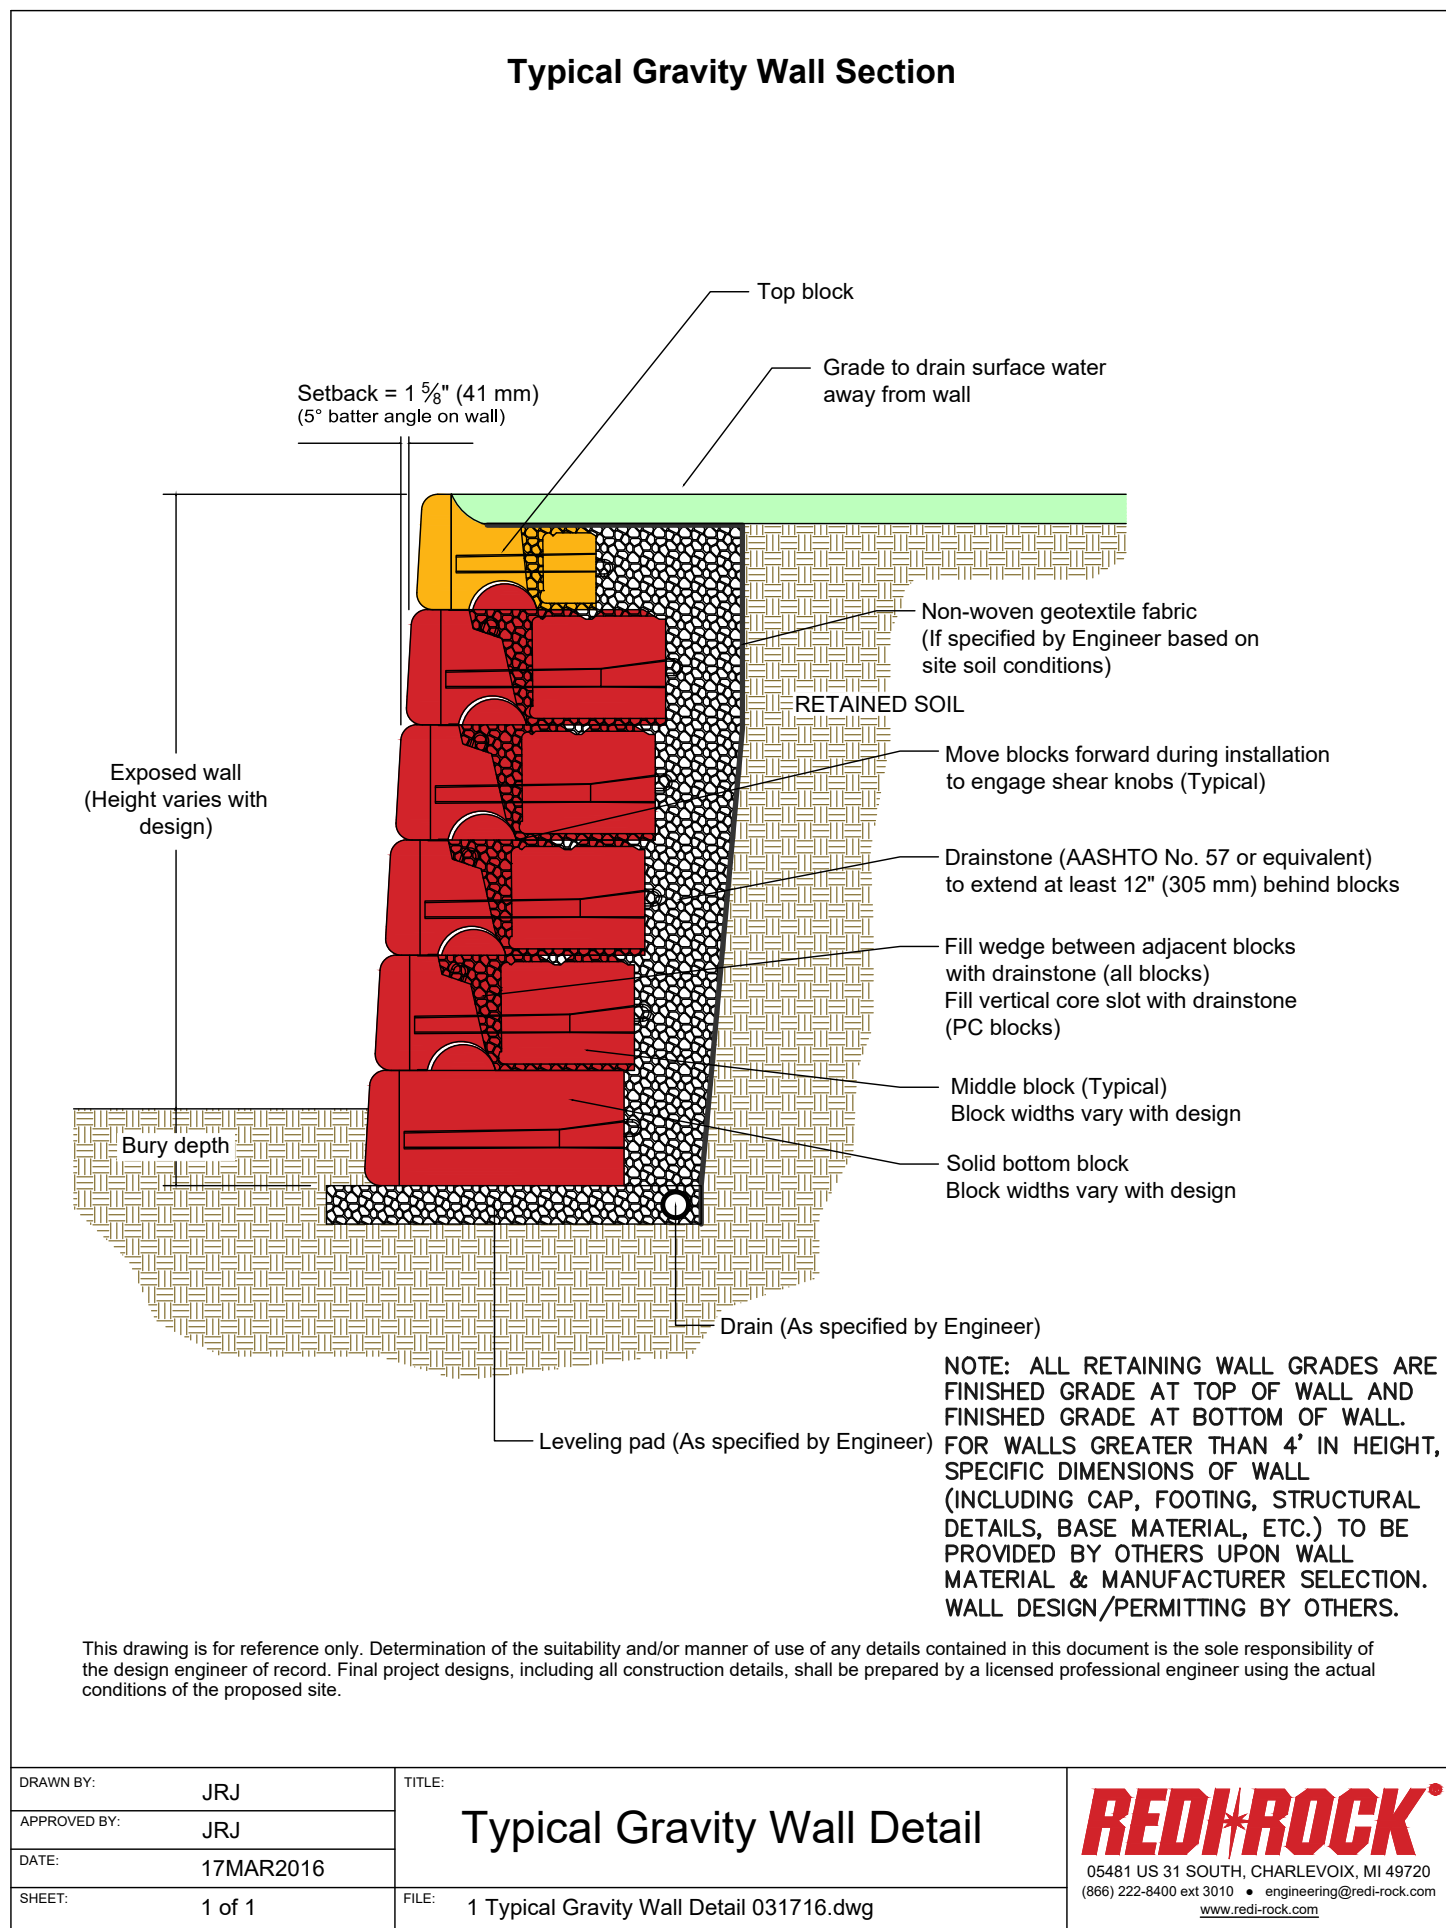 Typical Gravity Wall Section
Top block
Grade to drain surface water
away from wall
Setback = 1 ⅝" (41 mm)
(5° batter angle on wall)
Non-woven geotextile fabric
(If specified by Engineer based on
site soil conditions)
RETAINED SOIL
Move blocks forward during installation
to engage shear knobs (Typical)
Exposed wall
(Height varies with
design)
Drainstone (AASHTO No. 57 or equivalent)
to extend at least 12" (305 mm) behind blocks
Fill wedge between adjacent blocks
with drainstone (all blocks)
Fill vertical core slot with drainstone
(PC blocks)
Middle block (Typical)
Block widths vary with design
Bury depth
Solid bottom block
Block widths vary with design
Drain (As specified by Engineer)
Leveling pad (As specified by Engineer)
NOTE: ALL RETAINING WALL GRADES ARE
FINISHED GRADE AT TOP OF WALL AND
FINISHED GRADE AT BOTTOM OF WALL.
FOR WALLS GREATER THAN 4' IN HEIGHT,
SPECIFIC DIMENSIONS OF WALL
(INCLUDING CAP, FOOTING, STRUCTURAL
DETAILS, BASE MATERIAL, ETC.) TO BE
PROVIDED BY OTHERS UPON WALL
MATERIAL & MANUFACTURER SELECTION.
WALL DESIGN/PERMITTING BY OTHERS.
This drawing is for reference only. Determination of the suitability and/or manner of use of any details contained in this document is the sole responsibility of
the design engineer of record. Final project designs, including all construction details, shall be prepared by a licensed professional engineer using the actual
conditions of the proposed site.
DRAWN BY: JRJ
APPROVED BY: JRJ
DATE: 17MAR2016
SHEET: 1 of 1
TITLE:
Typical Gravity Wall Detail
FILE: 1 Typical Gravity Wall Detail 031716.dwg
REDI ROCK
05481 US 31 SOUTH, CHARLEVOIX, MI 49720
(866) 222-8400 ext 3010 • engineering@redi-rock.com
www.redi-rock.com